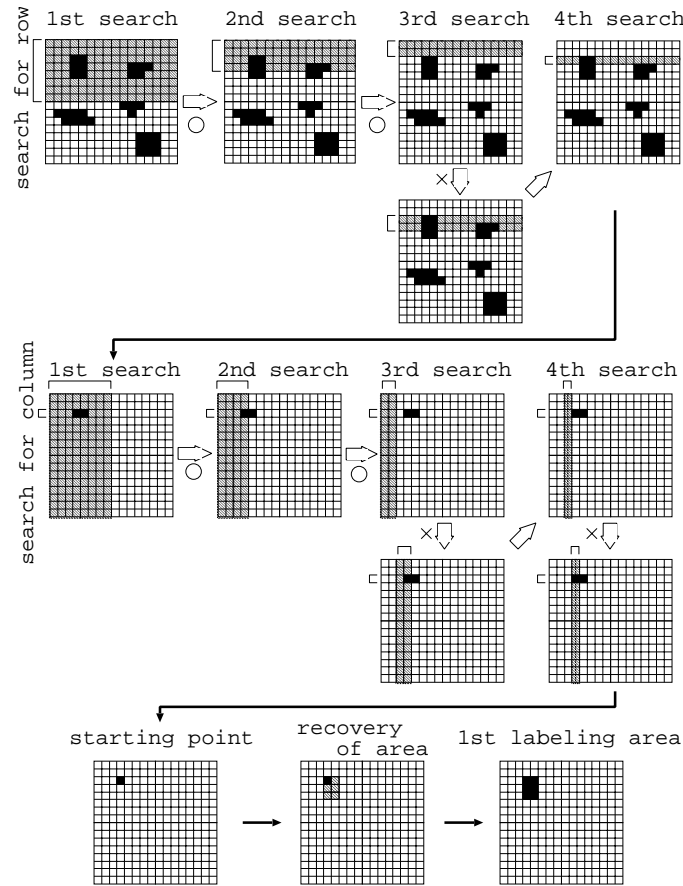 1st search
2nd search
3rd search
4th search
search for row
×
1st search
2nd search
3rd search
4th search
search for column
×
×
starting point
recovery
of area
1st labeling area